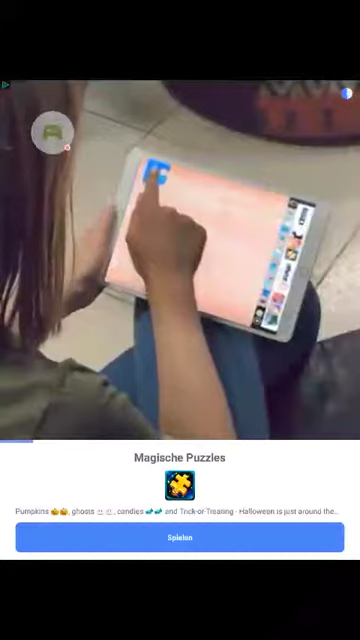 Magische Puzzles
Pumpkins 🎃🎃, ghosts 👻👻, candies 🍬🍬 and Trick-or-Treating - Halloween is just around the…
Spielen